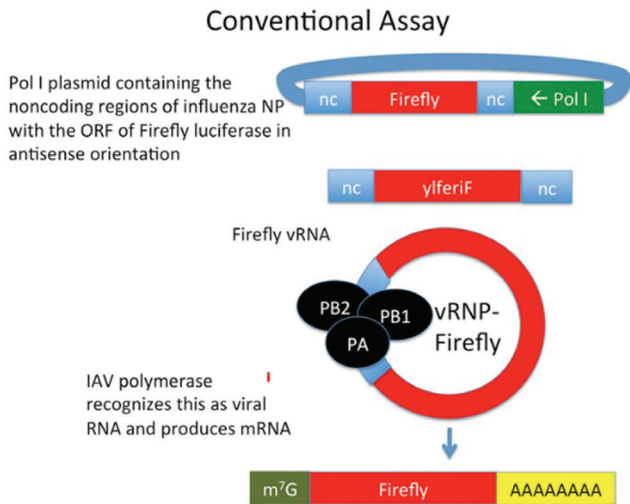 Conventional Assay
Pol I plasmid containing the
noncoding regions of influenza NP
with the ORF of Firefly luciferase in
antisense orientation
nc Firefly nc ← Pol I
nc ylferiF nc
Firefly vRNA
PB2 PB1
PA
vRNP-
Firefly
IAV polymerase
recognizes this as viral
RNA and produces mRNA
m⁷G Firefly AAAAAAAA